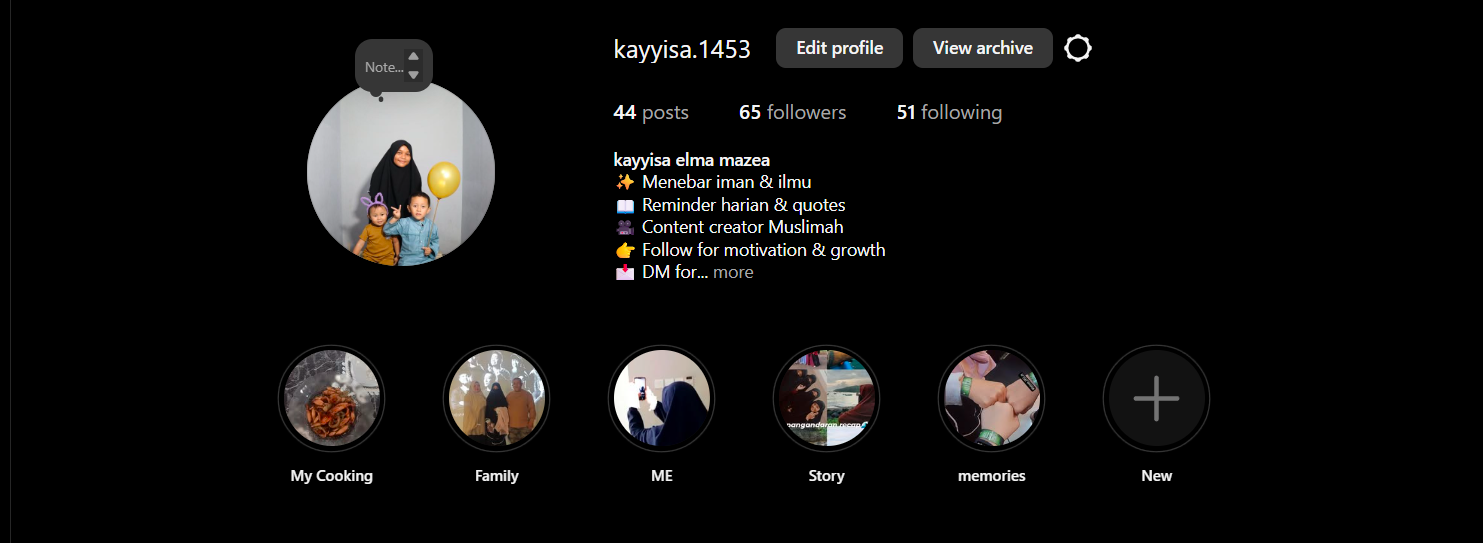 Note...
kayyisa.1453 Edit profile View archive
44 posts 65 followers 51 following
kayyisa elma mazea
✨ Menebar iman & ilmu
📖 Reminder harian & quotes
🎥 Content creator Muslimah
👉 Follow for motivation & growth
📩 DM for... more
pangandaran recap
My Cooking Family ME Story memories New